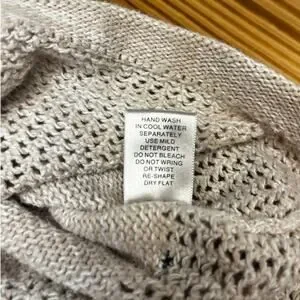 HAND WASH
IN COOL WATER
SEPARATELY
USE MILD
DETERGENT
DO NOT BLEACH
DO NOT WRING
OR TWIST
RE-SHAPE
DRY FLAT